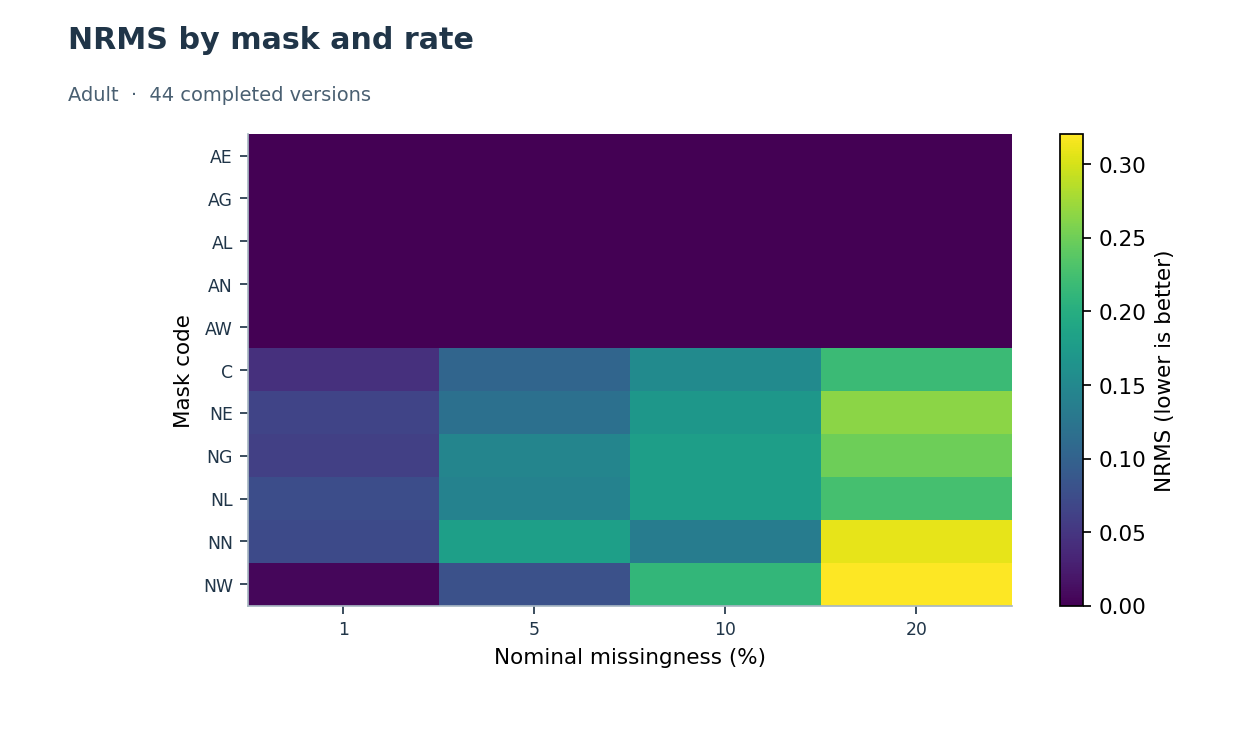 NRMS by mask and rate
Adult · 44 completed versions
AE
AG
AL
AN
AW
C
NE
NG
NL
NN
NW
Mask code
1 5 10 20
Nominal missingness (%)
0.30
0.25
0.20
0.15
0.10
0.05
0.00
NRMS (lower is better)